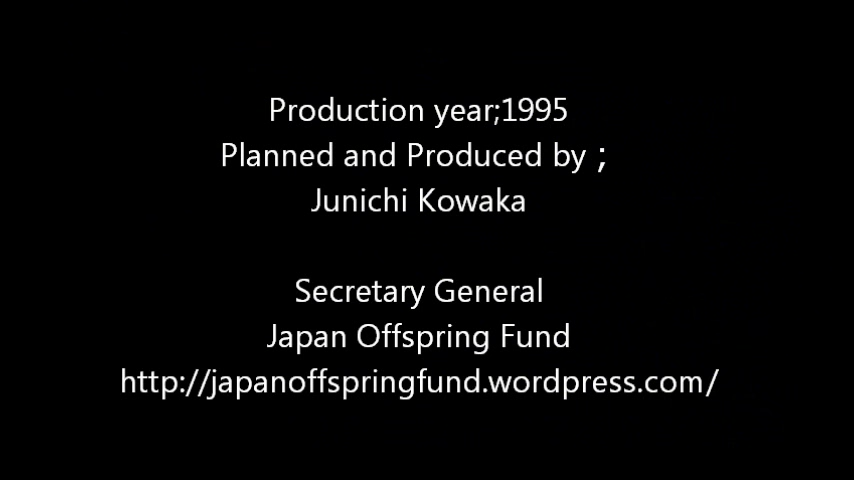 Production year;1995
Planned and Produced by ;
Junichi Kowaka
Secretary General
Japan Offspring Fund
http://japanoffspringfund.wordpress.com/